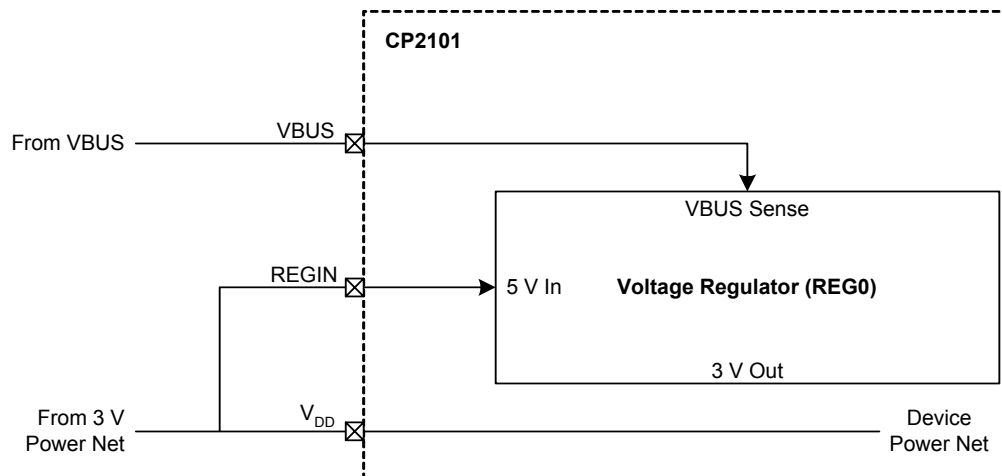 CP2101
From VBUS
VBUS
VBUS Sense
REGIN
5 V In
Voltage Regulator (REG0)
3 V Out
From 3 V
Power Net
VDD
Device
Power Net